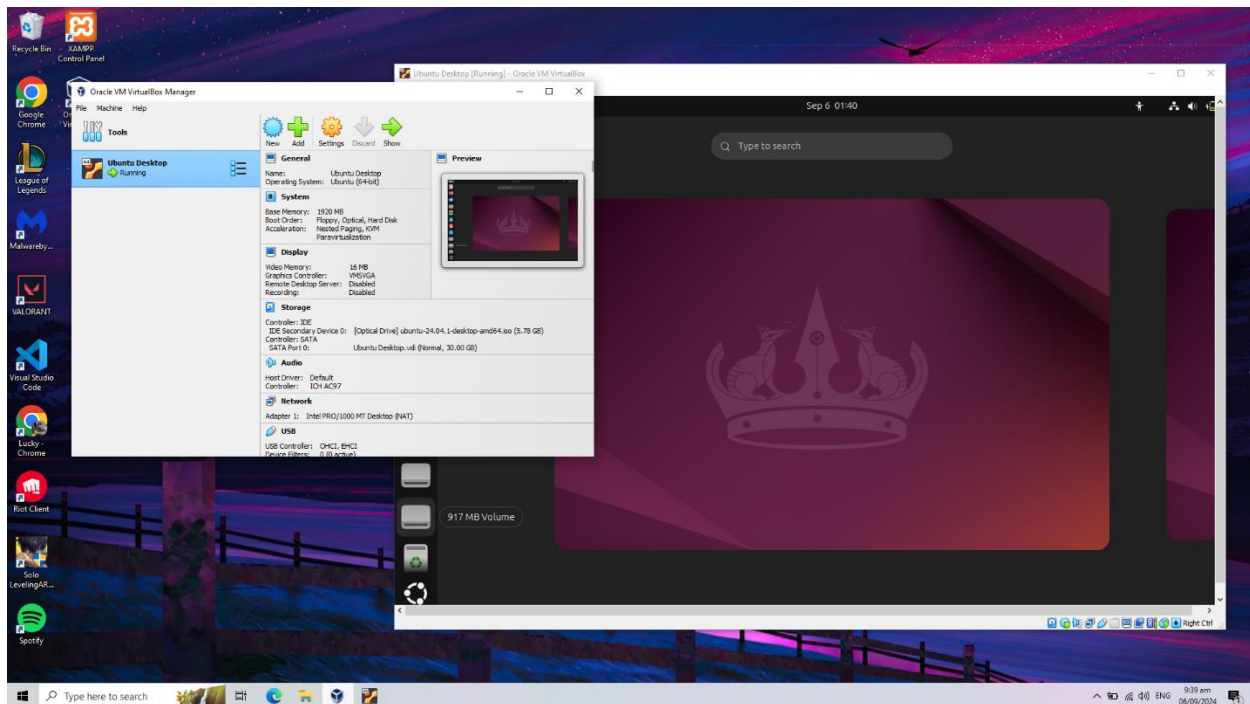 Recycle Bin
XAMPP
Control Panel
Google
Chrome
League of
Legends
Malwareby...
VALORANT
Visual Studio
Code
Lucky -
Chrome
Riot Client
Solo
LevelingAR...
Spotify
Oracle VM VirtualBox Manager
File Machine Help
Tools
New Add Settings Discard Show
Ubuntu Desktop
Running
General
Name: Ubuntu Desktop
Operating System: Ubuntu (64-bit)
System
Base Memory: 1920 MB
Boot Order: Floppy, Optical, Hard Disk
Acceleration: Nested Paging, KVM
Paravirtualization
Display
Video Memory: 16 MB
Graphics Controller: VMSVGA
Remote Desktop Server: Disabled
Recording: Disabled
Storage
Controller: IDE
IDE Secondary Device 0: [Optical Drive] ubuntu-24.04.1-desktop-amd64.iso (5.78 GB)
Controller: SATA
SATA Port 0: Ubuntu Desktop.vdi (Normal, 30.00 GB)
Audio
Host Driver: Default
Controller: ICH AC97
Network
Adapter 1: Intel PRO/1000 MT Desktop (NAT)
USB
USB Controller: OHCI, EHCI
Device Filters: 0 (0 active)
Preview
Ubuntu Desktop [Running] - Oracle VM VirtualBox
Sep 6 01:40
Type to search
917 MB Volume
Right Ctrl
Type here to search
ENG
9:39 am
06/09/2024